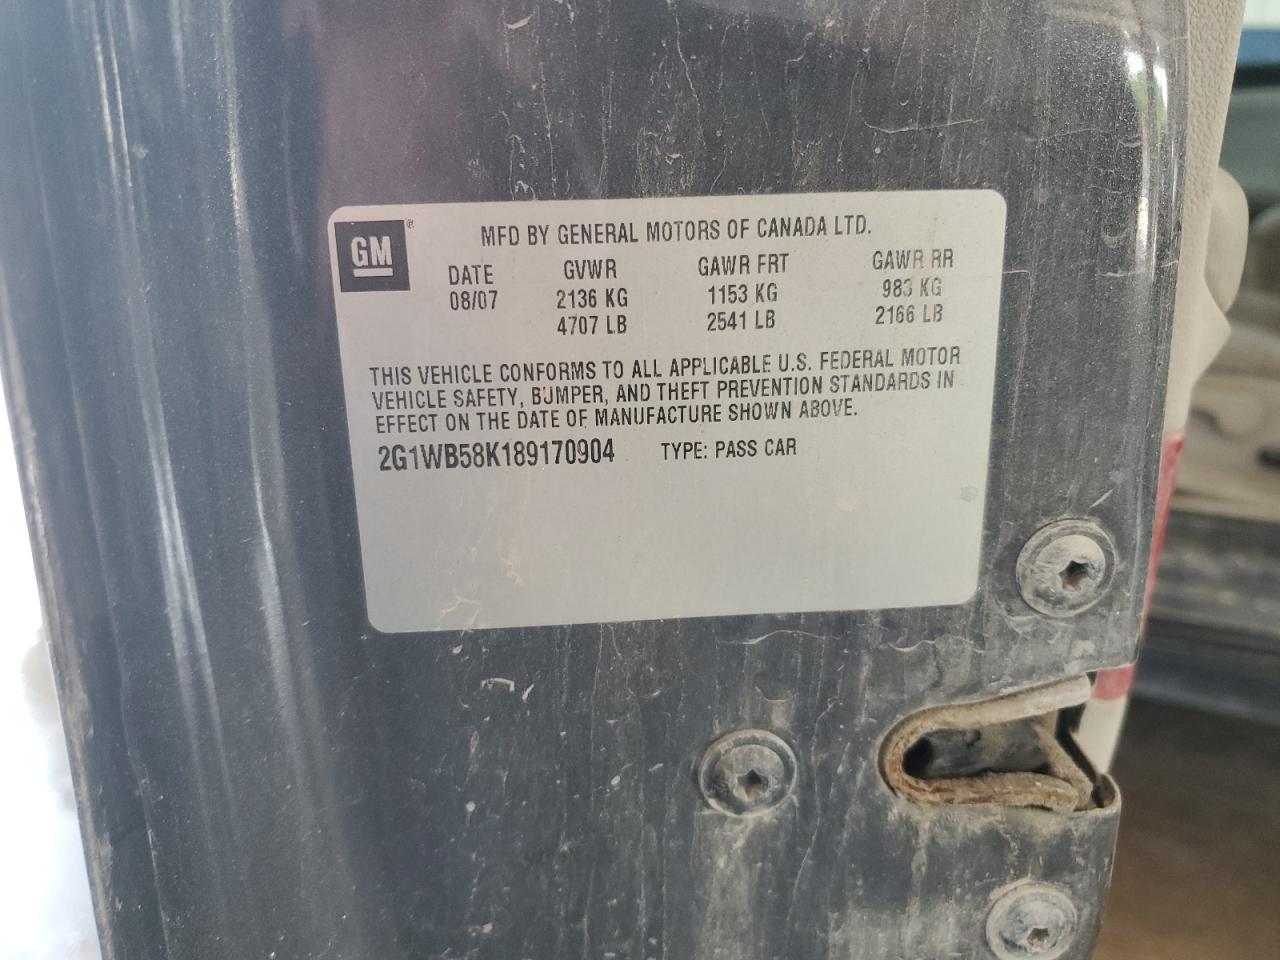 GM ®
MFD BY GENERAL MOTORS OF CANADA LTD.
DATE GVWR GAWR FRT GAWR RR
08/07 2136 KG 1153 KG 983 KG
4707 LB 2541 LB 2166 LB
THIS VEHICLE CONFORMS TO ALL APPLICABLE U.S. FEDERAL MOTOR
VEHICLE SAFETY, BUMPER, AND THEFT PREVENTION STANDARDS IN
EFFECT ON THE DATE OF MANUFACTURE SHOWN ABOVE.
2G1WB58K189170904 TYPE: PASS CAR